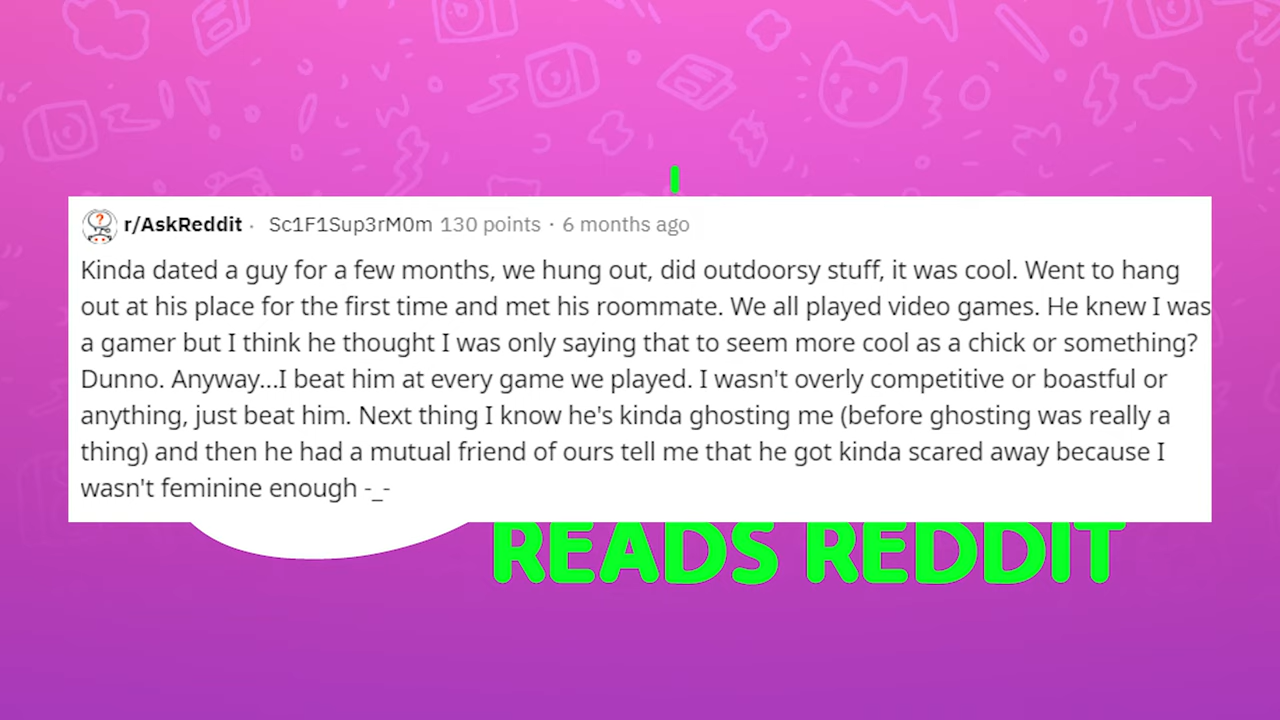 r/AskReddit · Sc1F1Sup3rM0m 130 points · 6 months ago
Kinda dated a guy for a few months, we hung out, did outdoorsy stuff, it was cool. Went to hang
out at his place for the first time and met his roommate. We all played video games. He knew I was
a gamer but I think he thought I was only saying that to seem more cool as a chick or something?
Dunno. Anyway...I beat him at every game we played. I wasn't overly competitive or boastful or
anything, just beat him. Next thing I know he's kinda ghosting me (before ghosting was really a
thing) and then he had a mutual friend of ours tell me that he got kinda scared away because I
wasn't feminine enough -_-
READS REDDIT